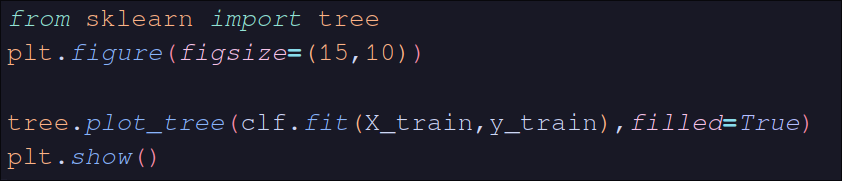 from sklearn import tree
plt.figure(figsize=(15,10))
tree.plot_tree(clf.fit(X_train,y_train),filled=True)
plt.show()